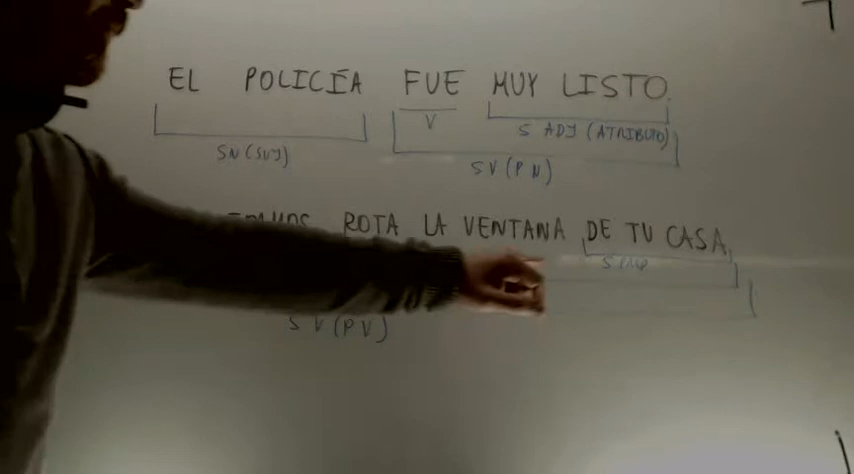 EL POLICÍA FUE MUY LISTO.
V
S ADJ (ATRIBUTO)
SN (SUJ)
SV (PN)
ROTA LA VENTANA DE TU CASA.
SV (PV)